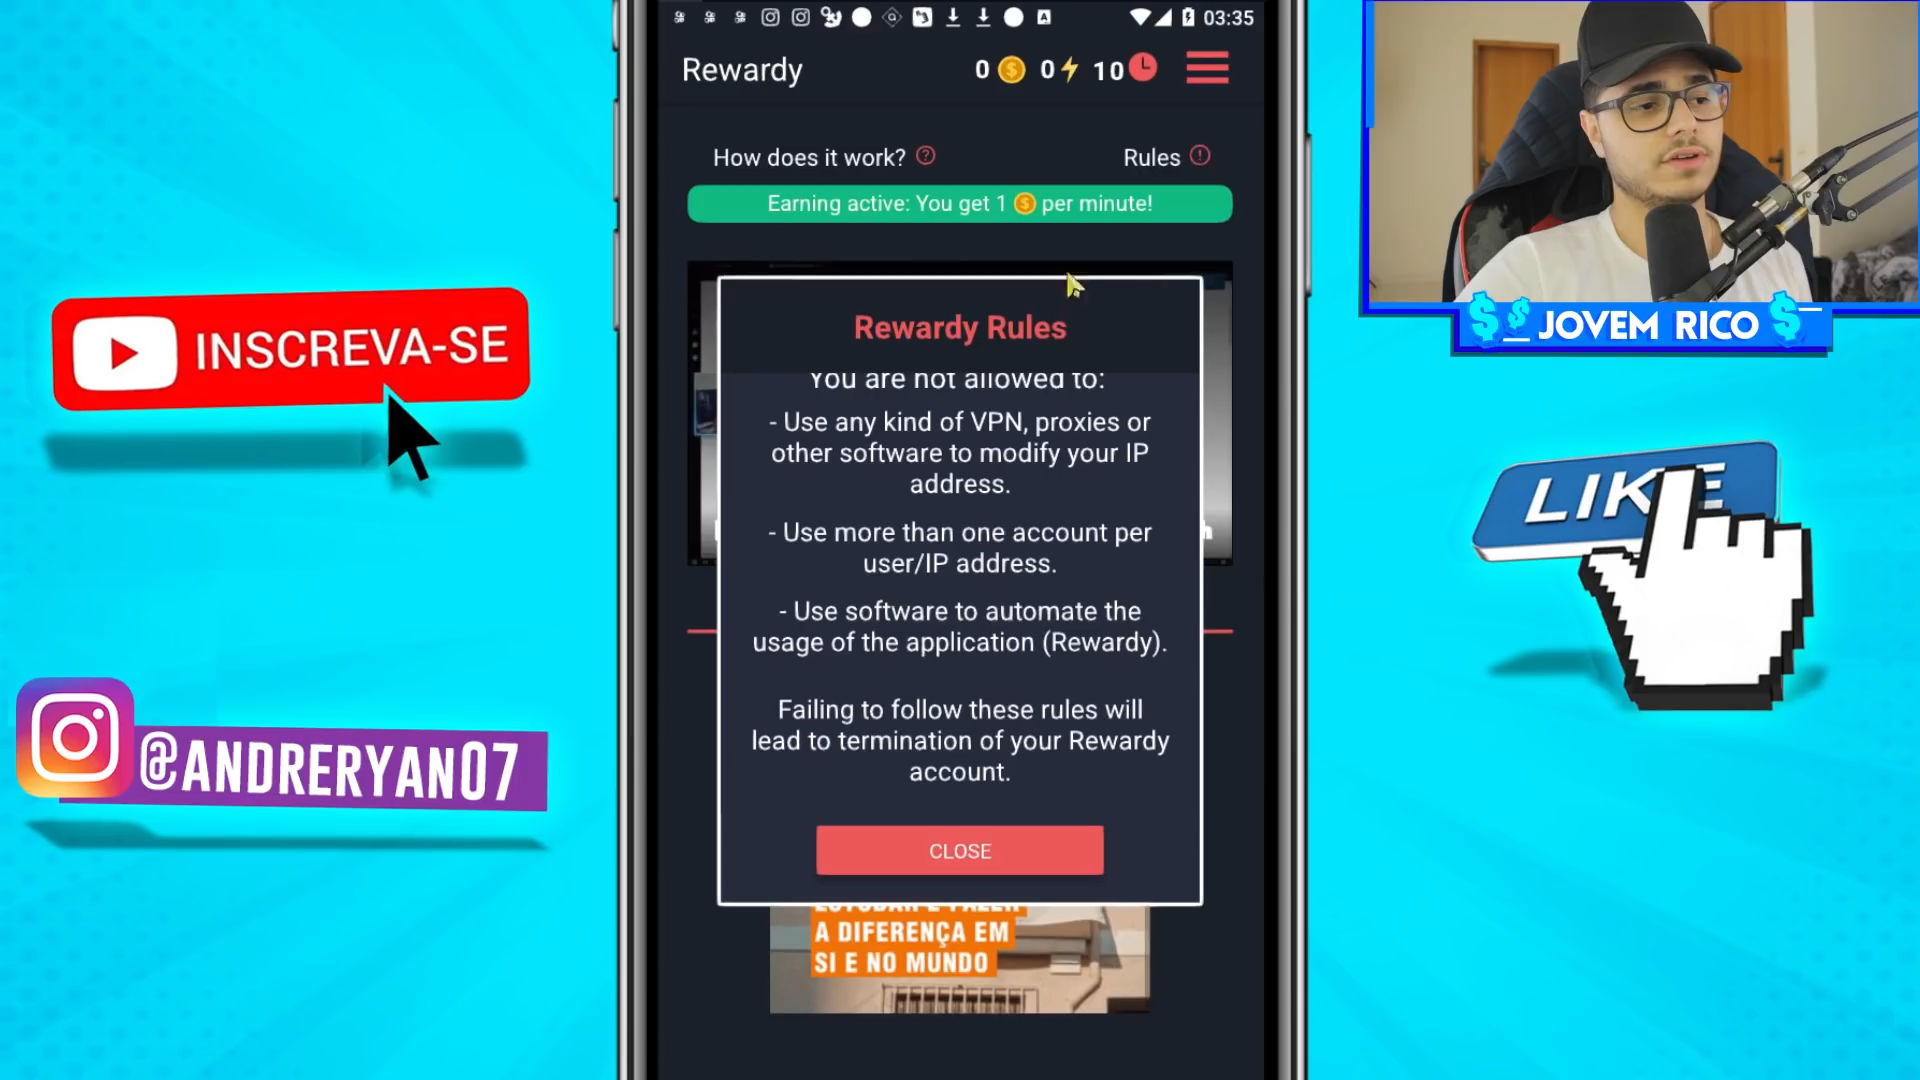 03:35
Rewardy
0 0 10
How does it work?
Rules
Earning active: You get 1 per minute!
Rewardy Rules
You are not allowed to:
- Use any kind of VPN, proxies or
other software to modify your IP
address.
- Use more than one account per
user/IP address.
- Use software to automate the
usage of the application (Rewardy).
Failing to follow these rules will
lead to termination of your Rewardy
account.
CLOSE
ESTUDAR E FAZER
A DIFERENÇA EM
SI E NO MUNDO
INSCREVA-SE
@ANDRERYAN07
JOVEM RICO
LIKE